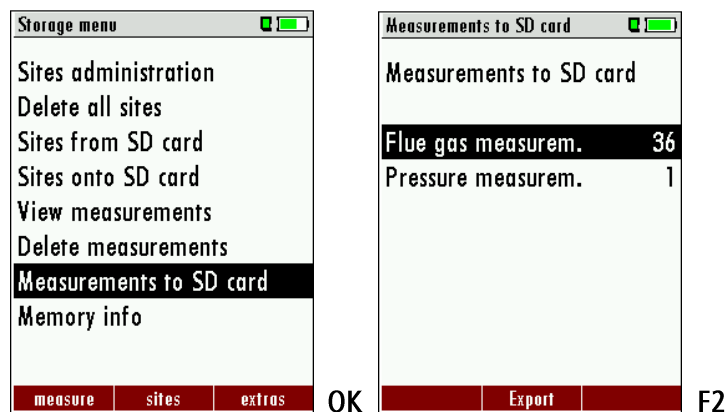 Storage menu
Sites administration
Delete all sites
Sites from SD card
Sites onto SD card
View measurements
Delete measurements
Measurements to SD card
Memory info
measure sites extras
OK
Measurements to SD card
Measurements to SD card
Flue gas measurem. 36
Pressure measurem. 1
Export
F2